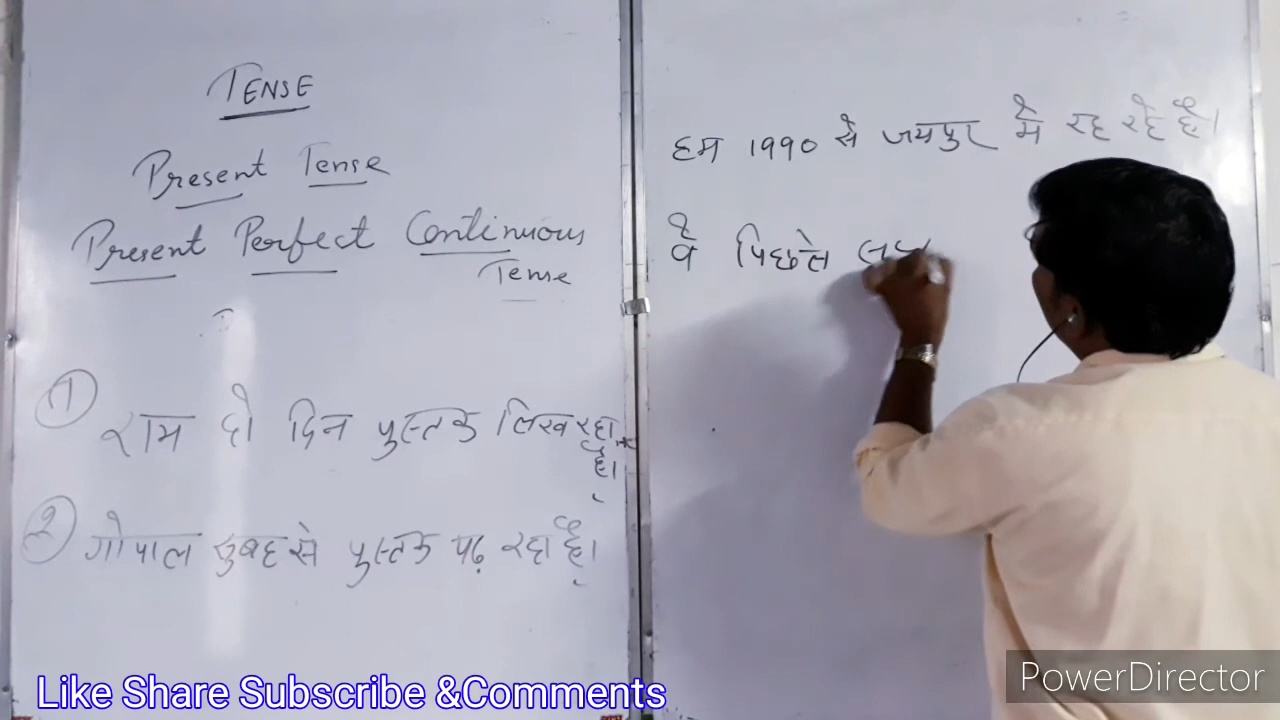 TENSE
Present Tense
Present Perfect Continuous
Tense
① राम दो दिन पुस्तक लिख रहा
है।
② गोपाल सुबह से पुस्तक पढ़ रहा है।
हम १९९० से जयपुर में रह रहे हैं।
वे पिछले
Like Share Subscribe &Comments
PowerDirector